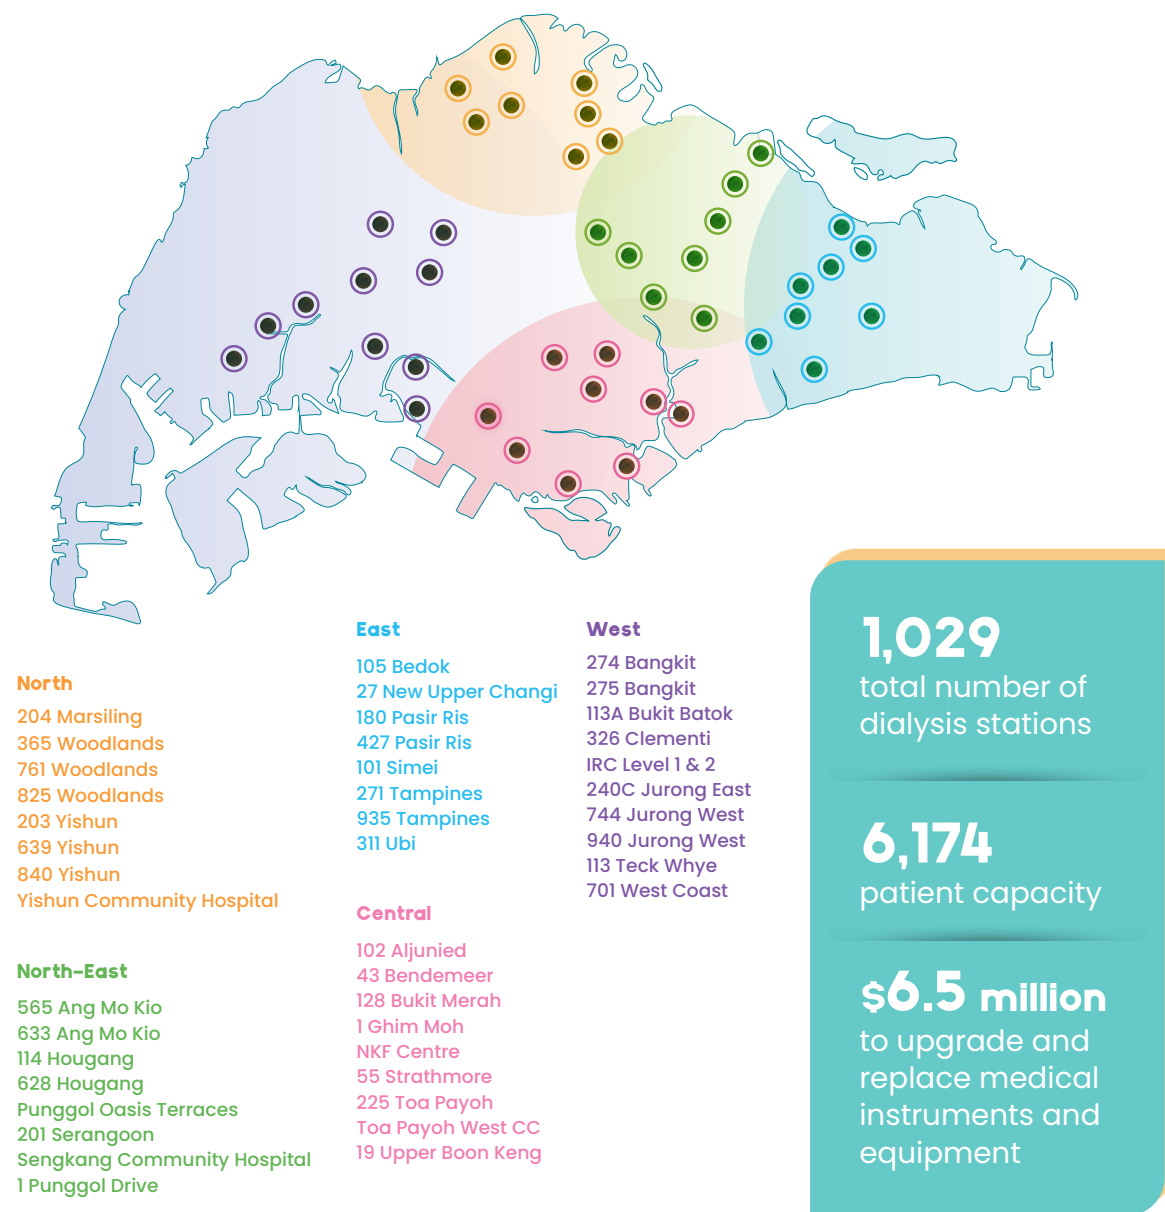 North
204 Marsiling
365 Woodlands
761 Woodlands
825 Woodlands
203 Yishun
639 Yishun
840 Yishun
Yishun Community Hospital
North-East
565 Ang Mo Kio
633 Ang Mo Kio
114 Hougang
628 Hougang
Punggol Oasis Terraces
201 Serangoon
Sengkang Community Hospital
1 Punggol Drive
East
105 Bedok
27 New Upper Changi
180 Pasir Ris
427 Pasir Ris
101 Simei
271 Tampines
935 Tampines
311 Ubi
Central
102 Aljunied
43 Bendemeer
128 Bukit Merah
1 Ghim Moh
NKF Centre
55 Strathmore
225 Toa Payoh
Toa Payoh West CC
19 Upper Boon Keng
West
274 Bangkit
275 Bangkit
113A Bukit Batok
326 Clementi
IRC Level 1 & 2
240C Jurong East
744 Jurong West
940 Jurong West
113 Teck Whye
701 West Coast
1,029
total number of
dialysis stations
6,174
patient capacity
$6.5 million
to upgrade and
replace medical
instruments and
equipment